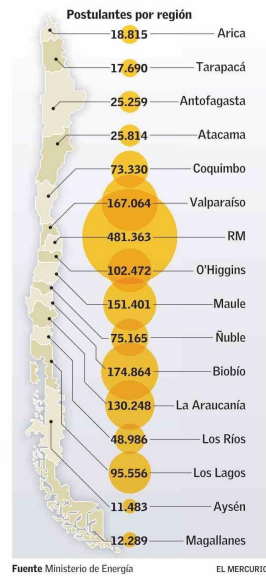 Postulantes por región
18.815 Arica
17.690 Tarapacá
25.259 Antofagasta
25.814 Atacama
73.330 Coquimbo
167.064 Valparaíso
481.363 RM
102.472 O'Higgins
151.401 Maule
75.165 Ñuble
174.864 Biobío
130.248 La Araucanía
48.986 Los Ríos
95.556 Los Lagos
11.483 Aysén
12.289 Magallanes
Fuente Ministerio de Energía EL MERCURIO